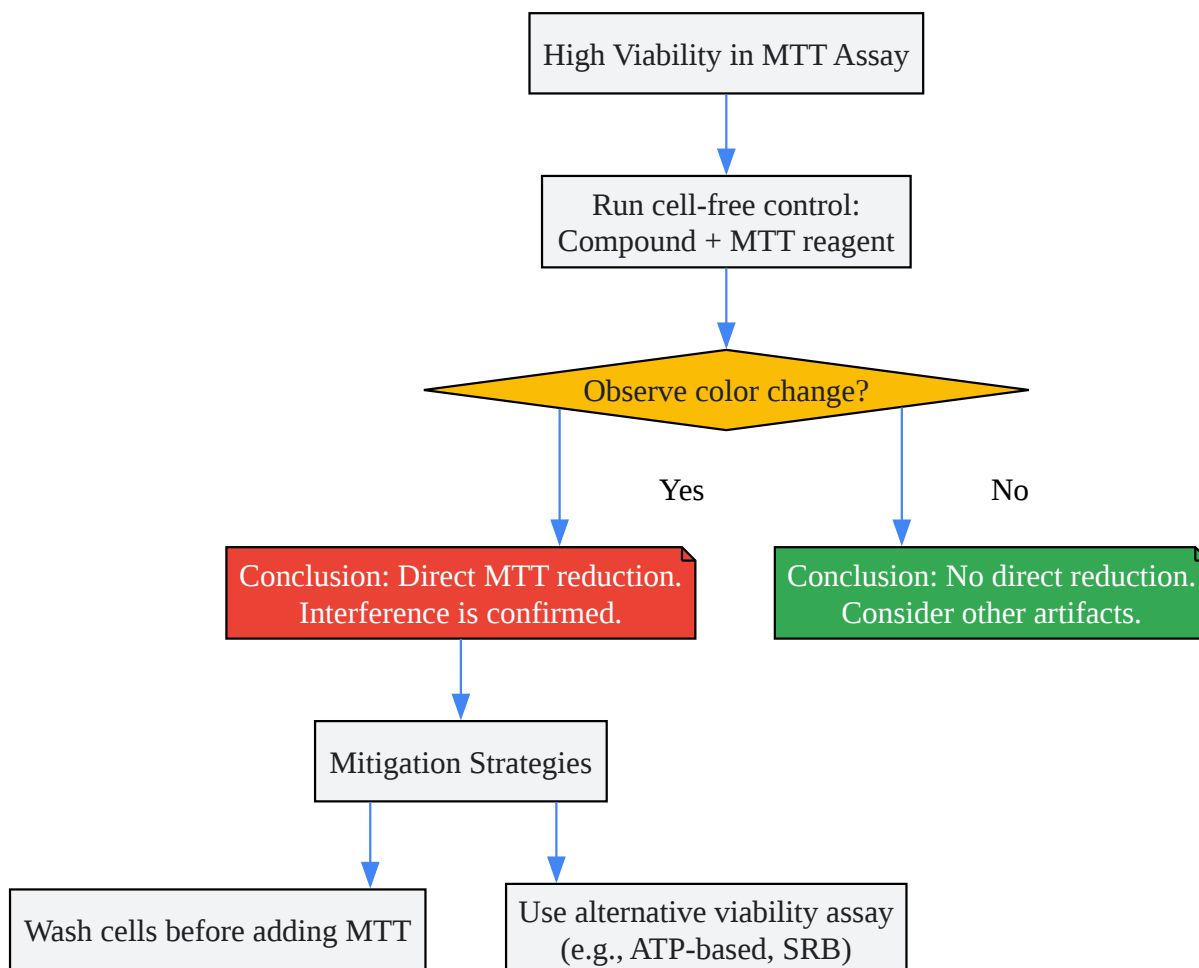 High Viability in MTT Assay
Run cell-free control:
Compound + MTT reagent
Observe color change?
Yes
No
Conclusion: Direct MTT reduction.
Interference is confirmed.
Conclusion: No direct reduction.
Consider other artifacts.
Mitigation Strategies
Wash cells before adding MTT
Use alternative viability assay
(e.g., ATP-based, SRB)